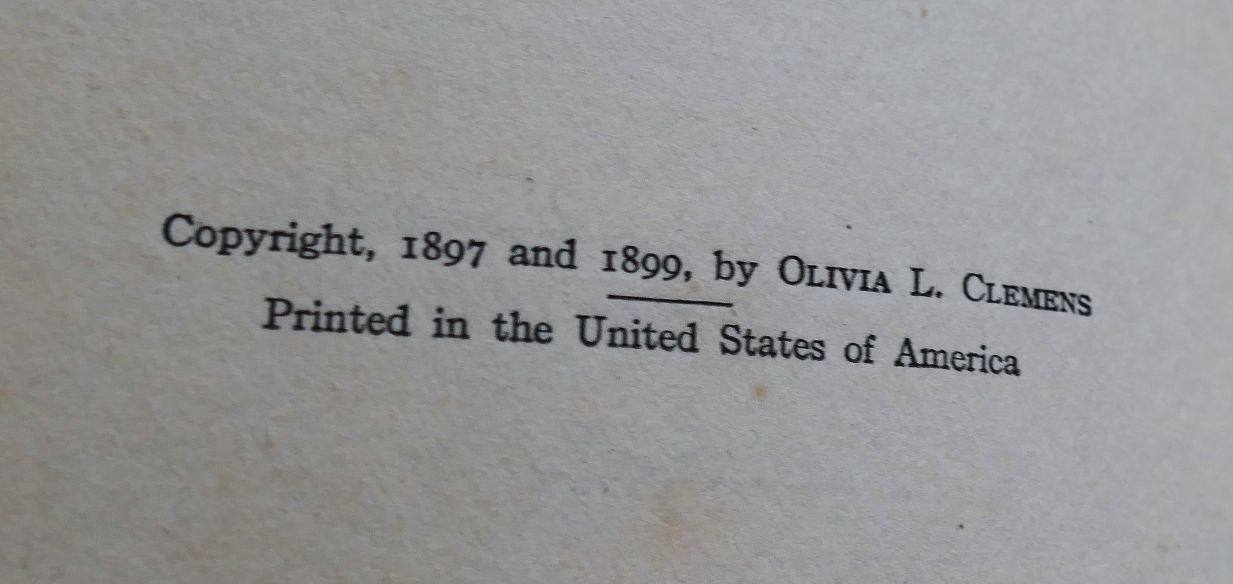 Copyright, 1897 and 1899, by OLIVIA L. CLEMENS
Printed in the United States of America